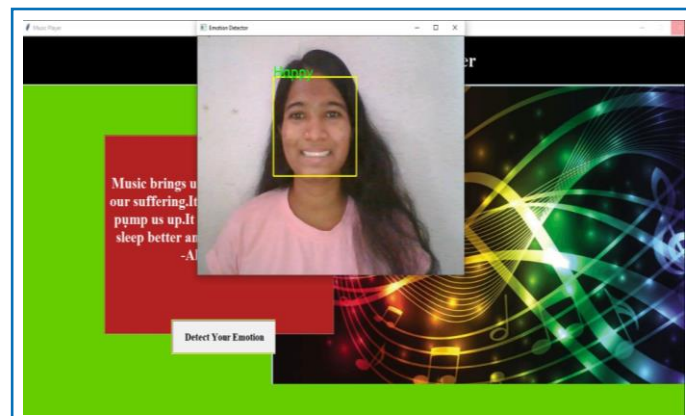 Music Player
Emotion Detector
er
Happy
Music brings u
our suffering.It
pump us up.It
sleep better an
-Al
Detect Your Emotion